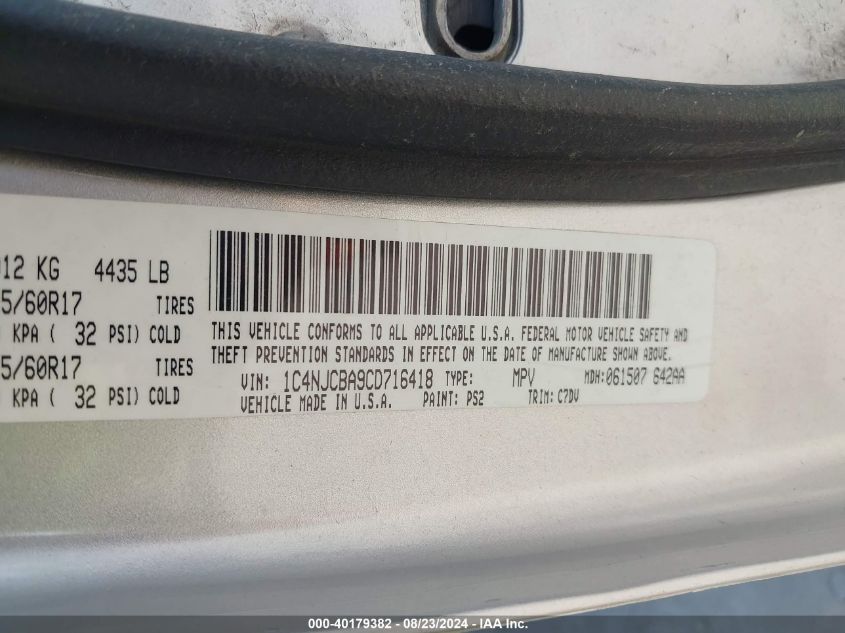 012 KG 4435 LB
5/60R17 TIRES
KPA ( 32 PSI) COLD
5/60R17 TIRES
KPA ( 32 PSI) COLD
THIS VEHICLE CONFORMS TO ALL APPLICABLE U.S.A. FEDERAL MOTOR VEHICLE SAFETY AND
THEFT PREVENTION STANDARDS IN EFFECT ON THE DATE OF MANUFACTURE SHOWN ABOVE.
VIN: 1C4NJCBA9CD716418 TYPE: MPV MDH:061507 642AA
VEHICLE MADE IN U.S.A. PAINT: PS2 TRIM: C7DV
000-40179382 - 08/23/2024 - IAA Inc.